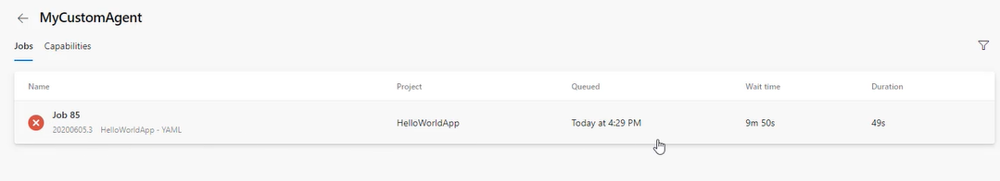 MyCustomAgent
Jobs Capabilities
Name Project Queued Wait time Duration
Job 85
20200605.3 HelloWorldApp - YAML HelloWorldApp Today at 4:29 PM 9m 50s 49s